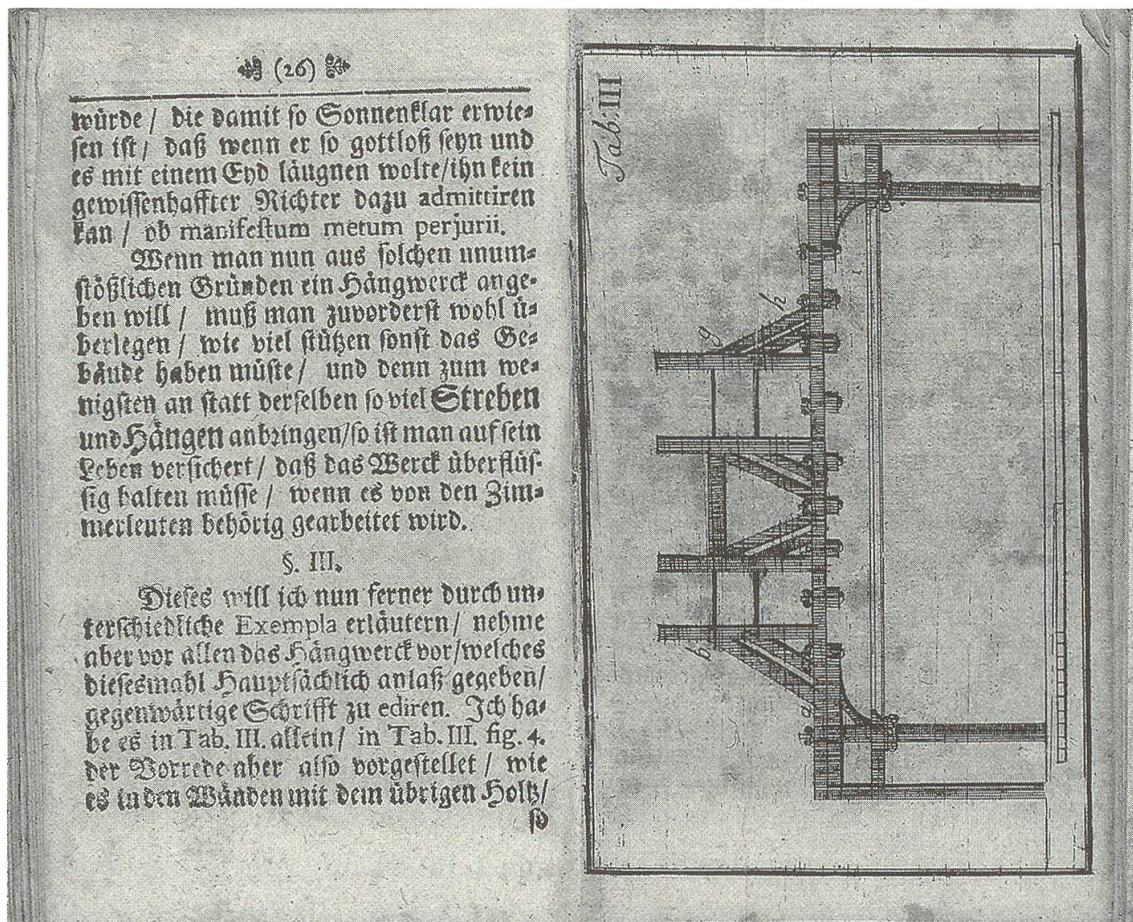 (26)
würde / die damit so Sonnenklar erwie-
sen ist / daß wenn er so gottloß seyn und
es mit einem Eyd läugnen wolte/ihn kein
gewissenhaffter Richter dazu admittiren
kan / ob manifestum metum perjurii.
Wenn man nun aus solchen unum-
stößlichen Gründen ein Hängwerck ange-
ben will / muß man zuvorderst wohl ü-
berlegen / wie viel stützen sonst das Ge-
bäude haben müste / und denn zum we-
nigsten an statt derselben so viel Streben
und Hängen anbringen/so ist man auf sein
Leben versichert / daß das Werck überflüs-
sig halten müsse / wenn es von den Zim-
merleuten behörig gearbeitet wird.
§. III.
Dieses will ich nun ferner durch un-
terschiedliche Exempla erläutern / nehme
aber vor allen das Hängwerck vor/welches
diesesmahl Hauptsächlich anlaß gegeben/
gegenwärtige Schrifft zu ediren. Ich ha-
be es in Tab. III. allein / in Tab. III. fig. 4.
der Vorrede aber also vorgestellet / wie
es in den Wänden mit dem übrigen Holtz/
so
Tab: III
g
h
b
a